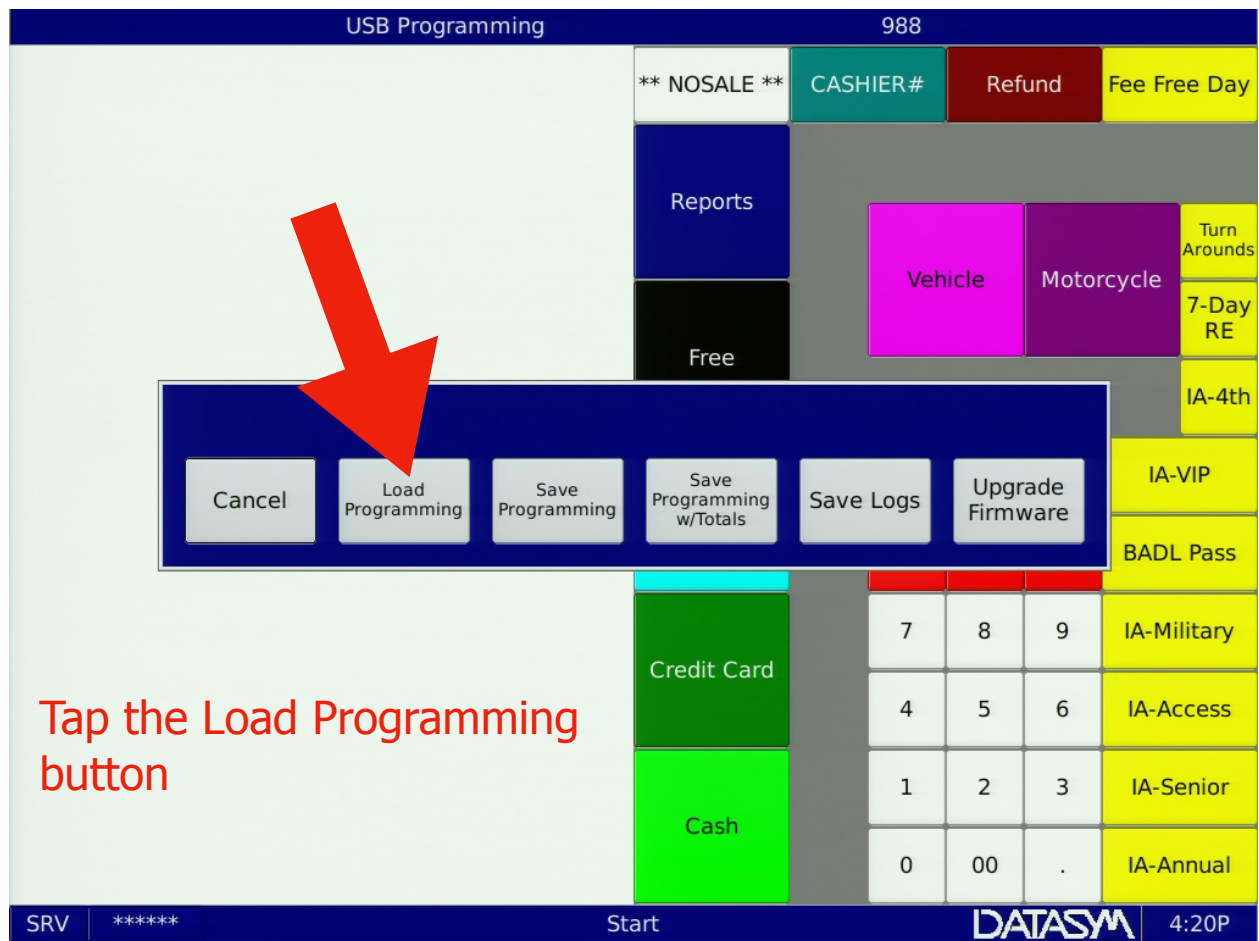 USB Programming 988
** NOSALE ** CASHIER# Refund Fee Free Day
Reports
Turn
Arounds
Vehicle Motorcycle
7-Day
RE
Free
IA-4th
Cancel
Load
Programming
Save
Programming
Save
Programming
w/Totals
Save Logs
Upgrade
Firmware
IA-VIP
BADL Pass
7 8 9 IA-Military
Credit Card
4 5 6 IA-Access
Tap the Load Programming
button
1 2 3 IA-Senior
Cash
0 00 . IA-Annual
SRV ****** Start DATASYM 4:20P